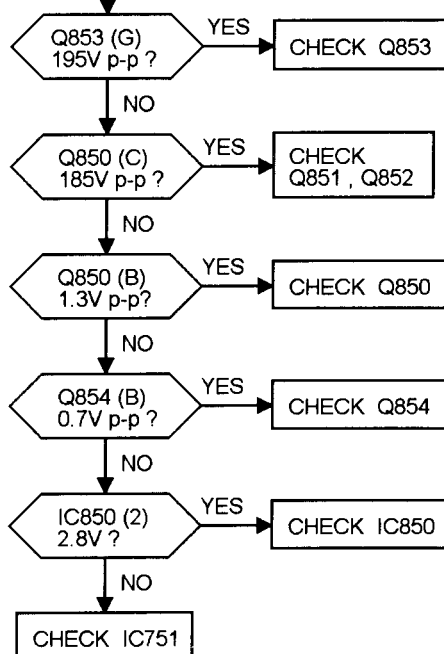 Q853 (G)
195V p-p ?
YES
CHECK Q853
NO
Q850 (C)
185V p-p ?
YES
CHECK
Q851 , Q852
NO
Q850 (B)
1.3V p-p?
YES
CHECK Q850
NO
Q854 (B)
0.7V p-p ?
YES
CHECK Q854
NO
IC850 (2)
2.8V ?
YES
CHECK IC850
NO
CHECK IC751